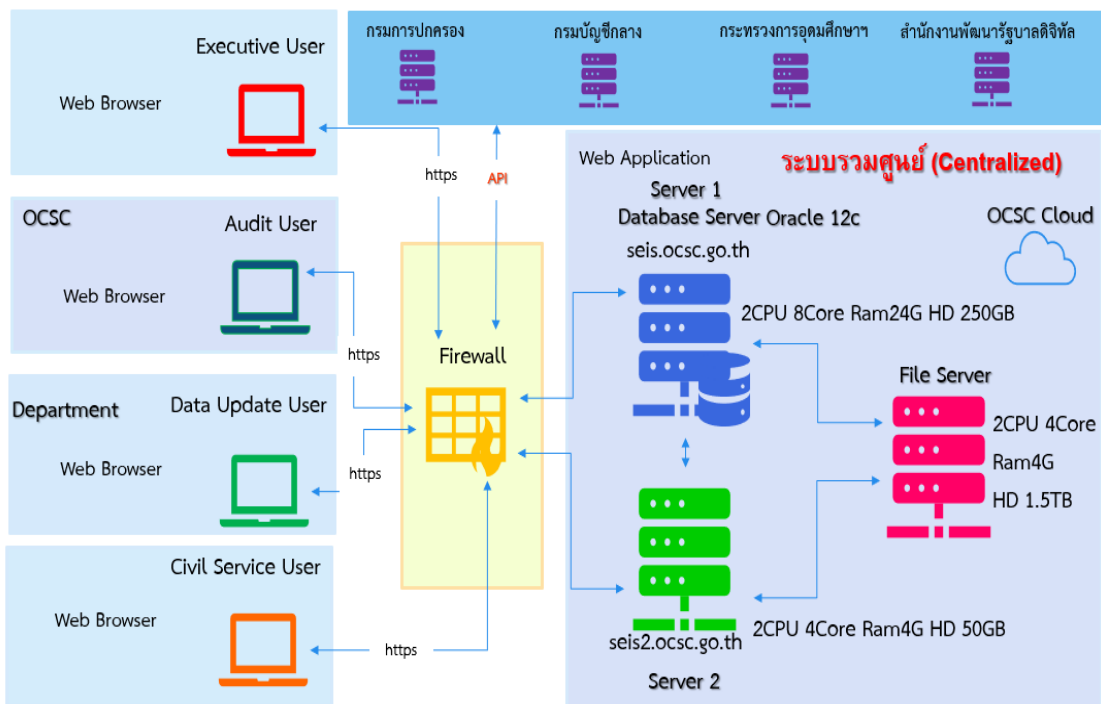 กรมการปกครอง
กรมบัญชีกลาง
กระทรวงการอุดมศึกษาฯ
สำนักงานพัฒนารัฐบาลดิจิทัล
Executive User
Web Browser
https
API
OCSC
Audit User
Web Browser
https
Department
Data Update User
Web Browser
https
Civil Service User
Web Browser
https
Firewall
Web Application
ระบบรวมศูนย์ (Centralized)
Server 1
Database Server Oracle 12c
seis.ocsc.go.th
OCSC Cloud
2CPU 8Core Ram24G HD 250GB
File Server
2CPU 4Core
Ram4G
HD 1.5TB
seis2.ocsc.go.th
2CPU 4Core Ram4G HD 50GB
Server 2